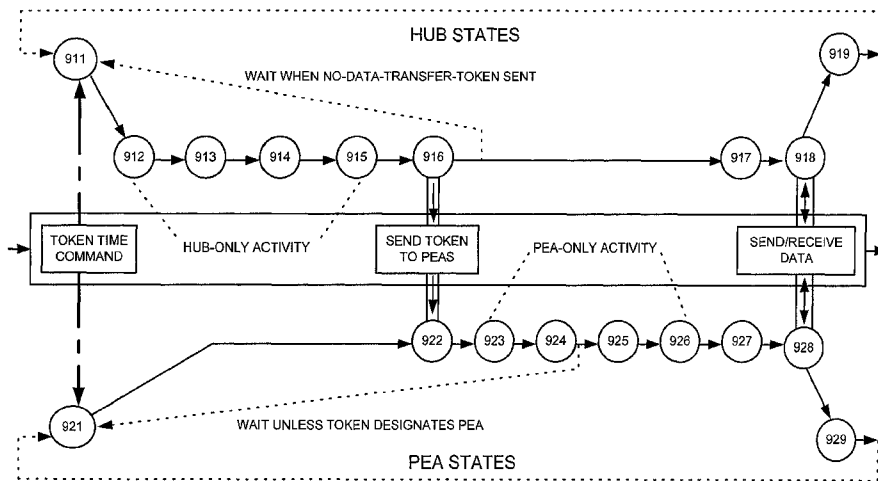 HUB STATES
911
919
WAIT WHEN NO-DATA-TRANSFER-TOKEN SENT
912
913
914
915
916
917
918
TOKEN TIME
COMMAND
HUB-ONLY ACTIVITY
SEND TOKEN
TO PEAS
PEA-ONLY ACTIVITY
SEND/RECEIVE
DATA
922
923
924
925
926
927
928
921
WAIT UNLESS TOKEN DESIGNATES PEA
929
PEA STATES